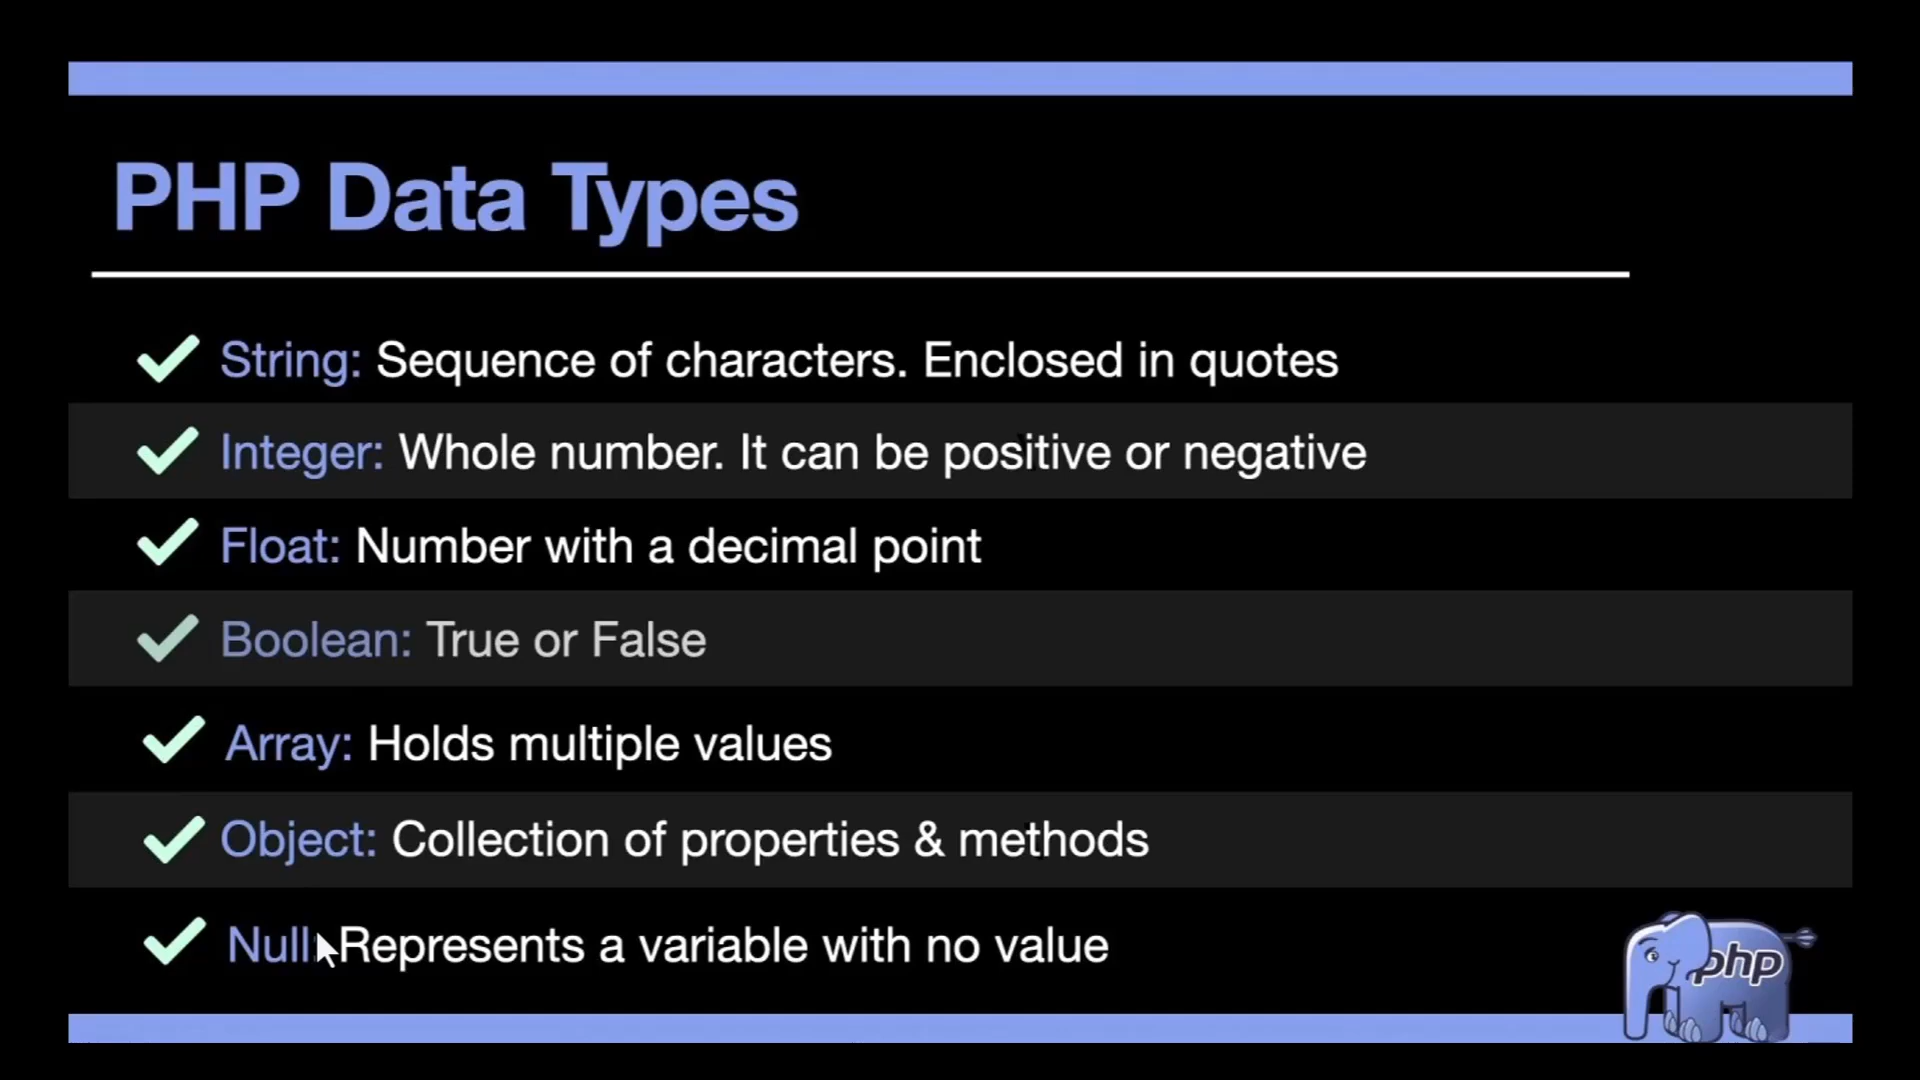 PHP Data Types
String: Sequence of characters. Enclosed in quotes
Integer: Whole number. It can be positive or negative
Float: Number with a decimal point
Boolean: True or False
Array: Holds multiple values
Object: Collection of properties & methods
Null: Represents a variable with no value
php